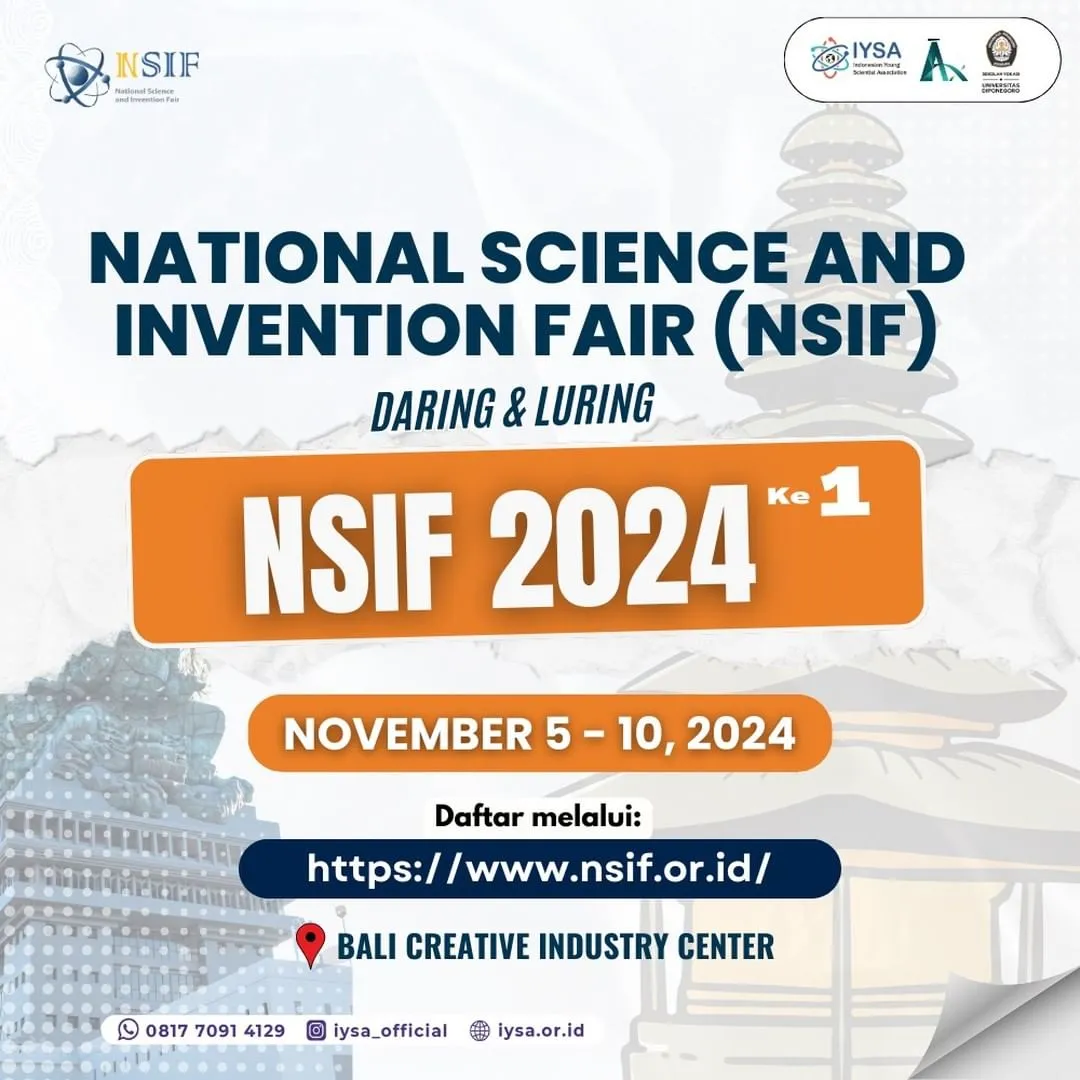 NSIF
National Science
and Invention Fair
IYSA
Indonesian Young
Scientist Association
SEKOLAH VOKASI
UNIVERSITAS
DIPONEGORO
NATIONAL SCIENCE AND
INVENTION FAIR (NSIF)
DARING & LURING
NSIF 2024 Ke 1
NOVEMBER 5 - 10, 2024
Daftar melalui:
https://www.nsif.or.id/
BALI CREATIVE INDUSTRY CENTER
0817 7091 4129 iysa_official iysa.or.id